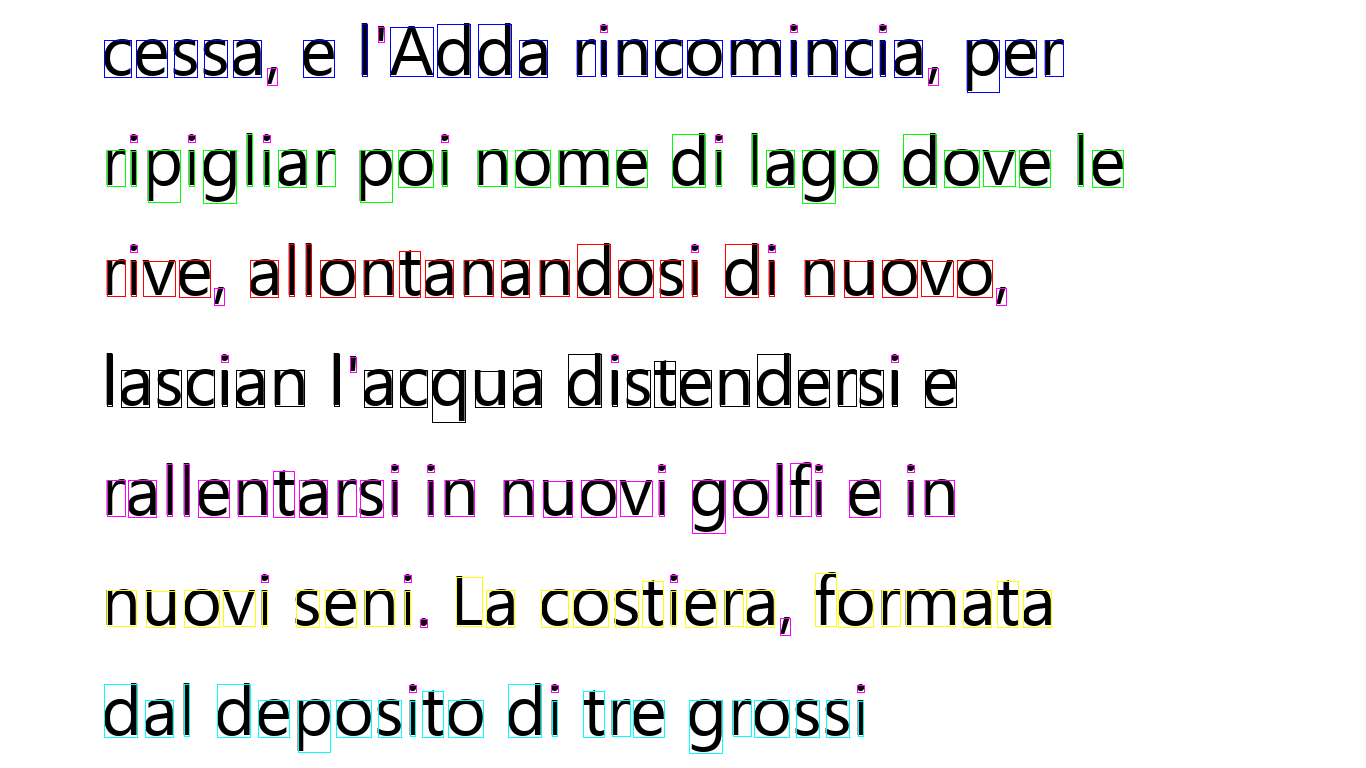 cessa, e l'Adda rincomincia, per
ripigliar poi nome di lago dove le
rive, allontanandosi di nuovo,
lascian l'acqua distendersi e
rallentarsi in nuovi golfi e in
nuovi seni. La costiera, formata
dal deposito di tre grossi